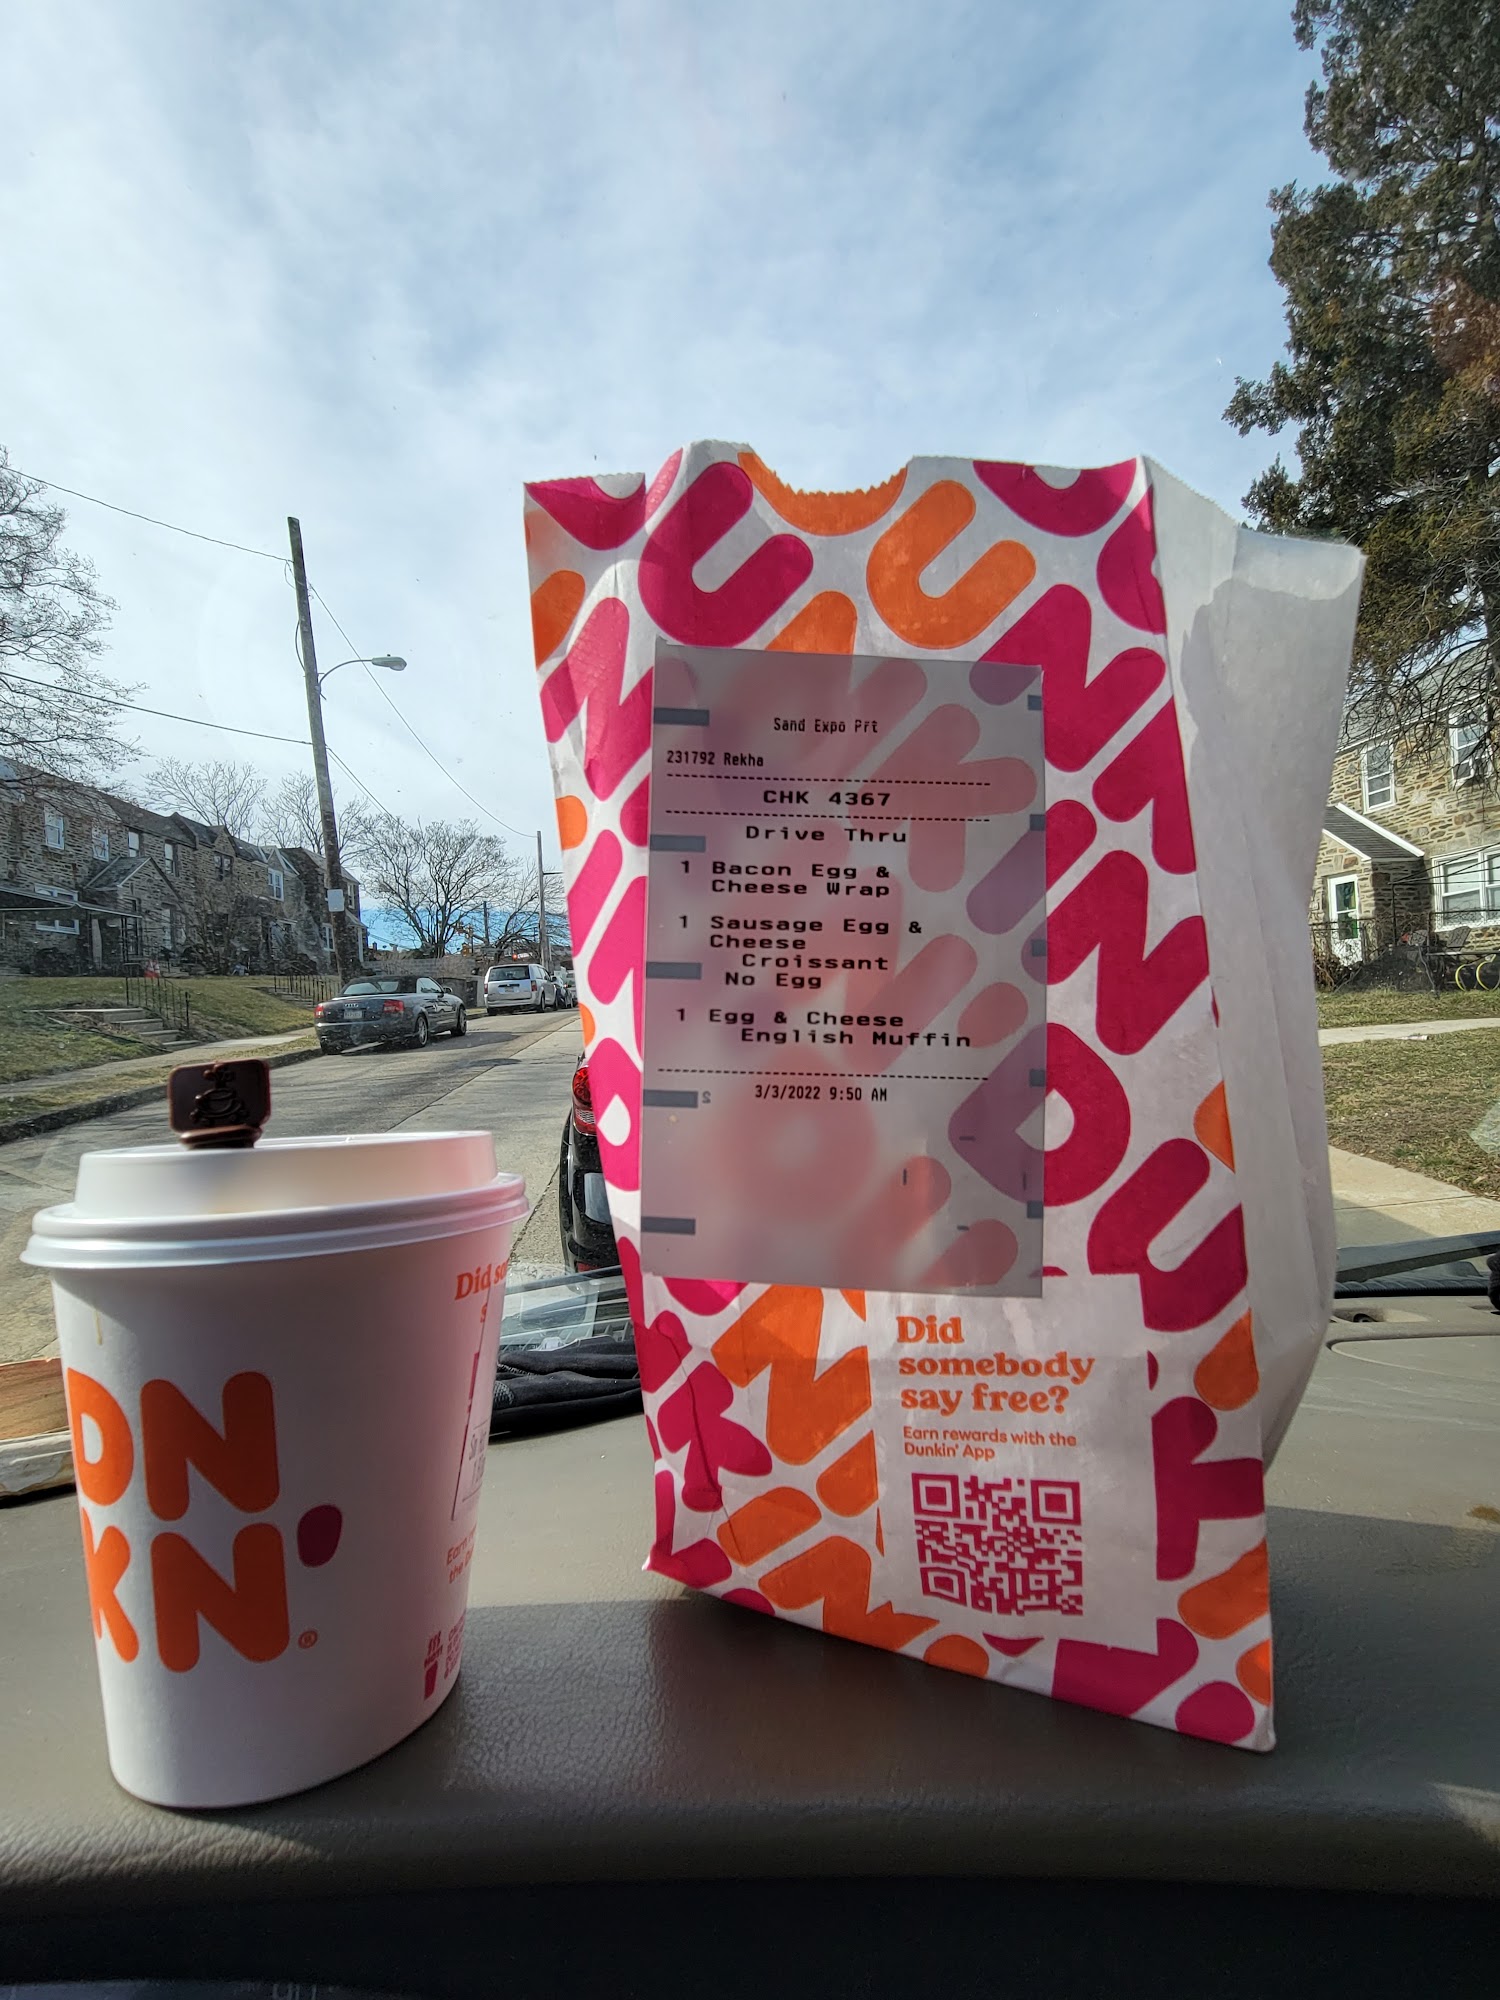 Sand Expo Prt
231792 Rekha
CHK 4367
Drive Thru
1 Bacon Egg &
Cheese Wrap
1 Sausage Egg &
Cheese
Croissant
No Egg
1 Egg & Cheese
English Muffin
3/3/2022 9:50 AM
Did
somebody
say free?
Earn rewards with the
Dunkin' App
DN
KN'
®
Did